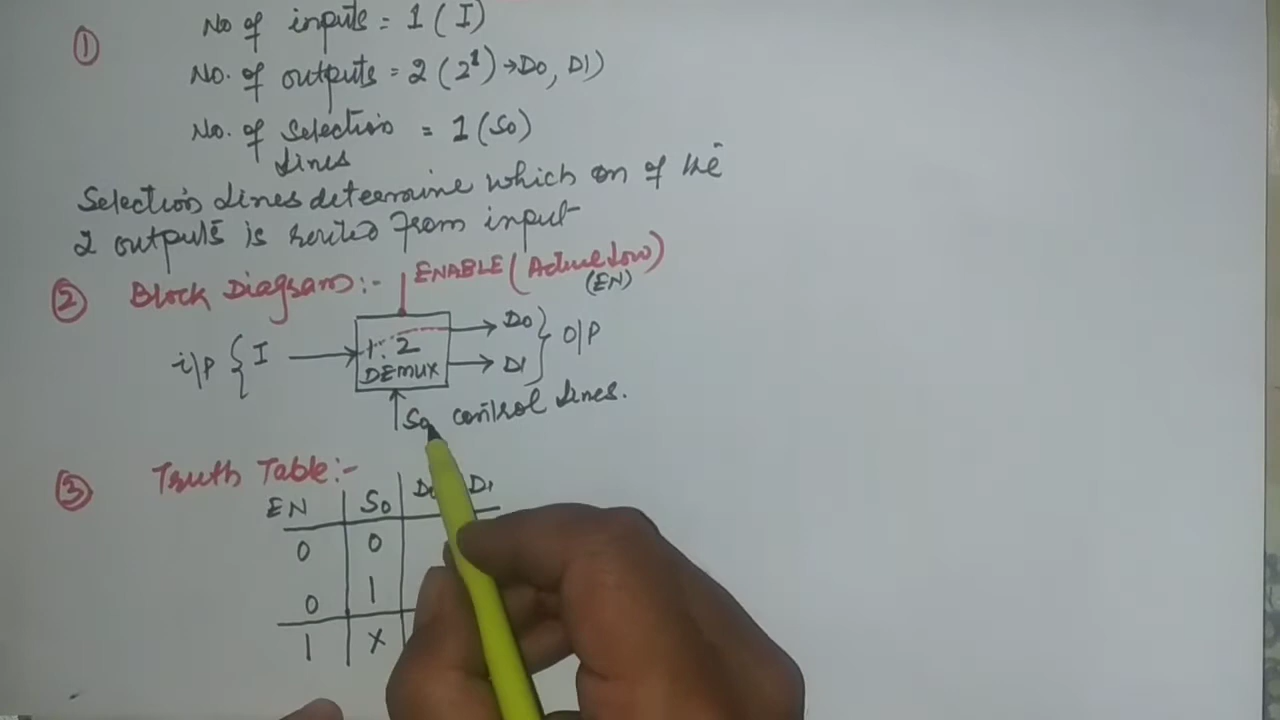 ① No of inputs = 1 (I)
No. of outputs = 2 (2¹) → D0, D1)
No. of selection lines = 1 (S0)
Selection lines determine which on of the
2 outputs is routed from input
② Block Diagram:- ENABLE (Active Low)
(EN)
i/p { I
1:2
DEMUX
D0
D1
} O/P
S0 control lines.
③ Truth Table:-
EN S0 D0 D1
0 0
0 1
1 X